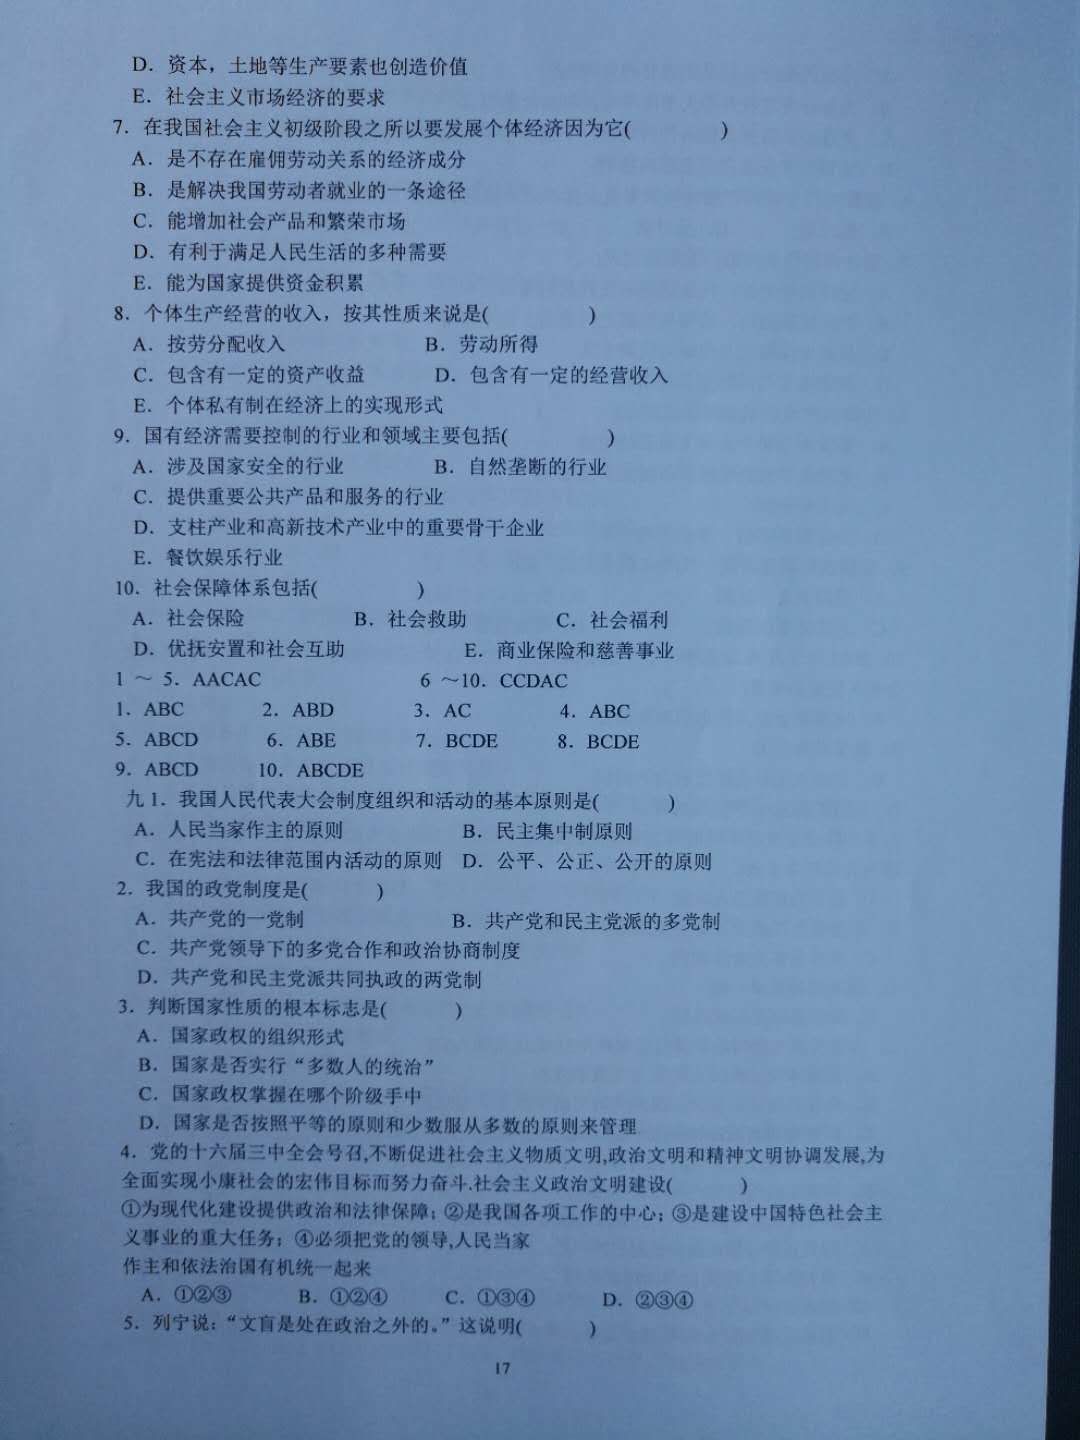 D．资本，土地等生产要素也创造价值
E．社会主义市场经济的要求
7．在我国社会主义初级阶段之所以要发展个体经济因为它( )
A．是不存在雇佣劳动关系的经济成分
B．是解决我国劳动者就业的一条途径
C．能增加社会产品和繁荣市场
D．有利于满足人民生活的多种需要
E．能为国家提供资金积累
8．个体生产经营的收入，按其性质来说是( )
A．按劳分配收入 B．劳动所得
C．包含有一定的资产收益 D．包含有一定的经营收入
E．个体私有制在经济上的实现形式
9．国有经济需要控制的行业和领域主要包括( )
A．涉及国家安全的行业 B．自然垄断的行业
C．提供重要公共产品和服务的行业
D．支柱产业和高新技术产业中的重要骨干企业
E．餐饮娱乐行业
10．社会保障体系包括( )
A．社会保险 B．社会救助 C．社会福利
D．优抚安置和社会互助 E．商业保险和慈善事业
1 ～ 5．AACAC 6 ～10．CCDAC
1．ABC 2．ABD 3．AC 4．ABC
5．ABCD 6．ABE 7．BCDE 8．BCDE
9．ABCD 10．ABCDE
九 1．我国人民代表大会制度组织和活动的基本原则是( )
A．人民当家作主的原则 B．民主集中制原则
C．在宪法和法律范围内活动的原则 D．公平、公正、公开的原则
2．我国的政党制度是( )
A．共产党的一党制 B．共产党和民主党派的多党制
C．共产党领导下的多党合作和政治协商制度
D．共产党和民主党派共同执政的两党制
3．判断国家性质的根本标志是( )
A．国家政权的组织形式
B．国家是否实行“多数人的统治”
C．国家政权掌握在哪个阶级手中
D．国家是否按照平等的原则和少数服从多数的原则来管理
4．党的十六届三中全会号召,不断促进社会主义物质文明,政治文明和精神文明协调发展,为
全面实现小康社会的宏伟目标而努力奋斗.社会主义政治文明建设( )
①为现代化建设提供政治和法律保障；②是我国各项工作的中心；③是建设中国特色社会主
义事业的重大任务；④必须把党的领导,人民当家
作主和依法治国有机统一起来
A．①②③ B．①②④ C．①③④ D．②③④
5．列宁说：“文盲是处在政治之外的。”这说明( )
17